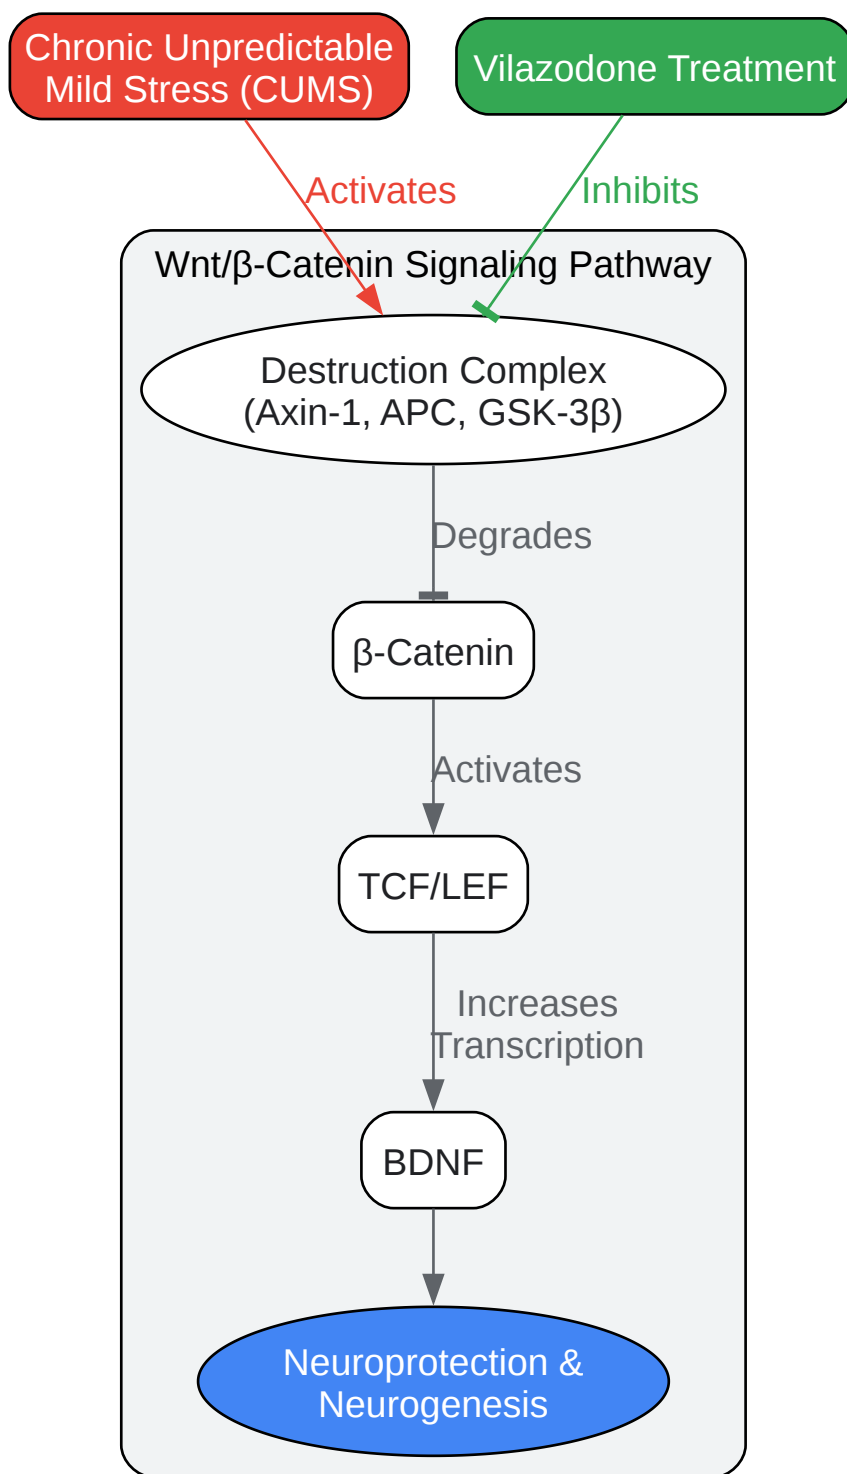 Chronic Unpredictable
Mild Stress (CUMS)
Vilazodone Treatment
Activates
Inhibits
Wnt/β-Catenin Signaling Pathway
Destruction Complex
(Axin-1, APC, GSK-3β)
Degrades
β-Catenin
Activates
TCF/LEF
Increases
Transcription
BDNF
Neuroprotection &
Neurogenesis